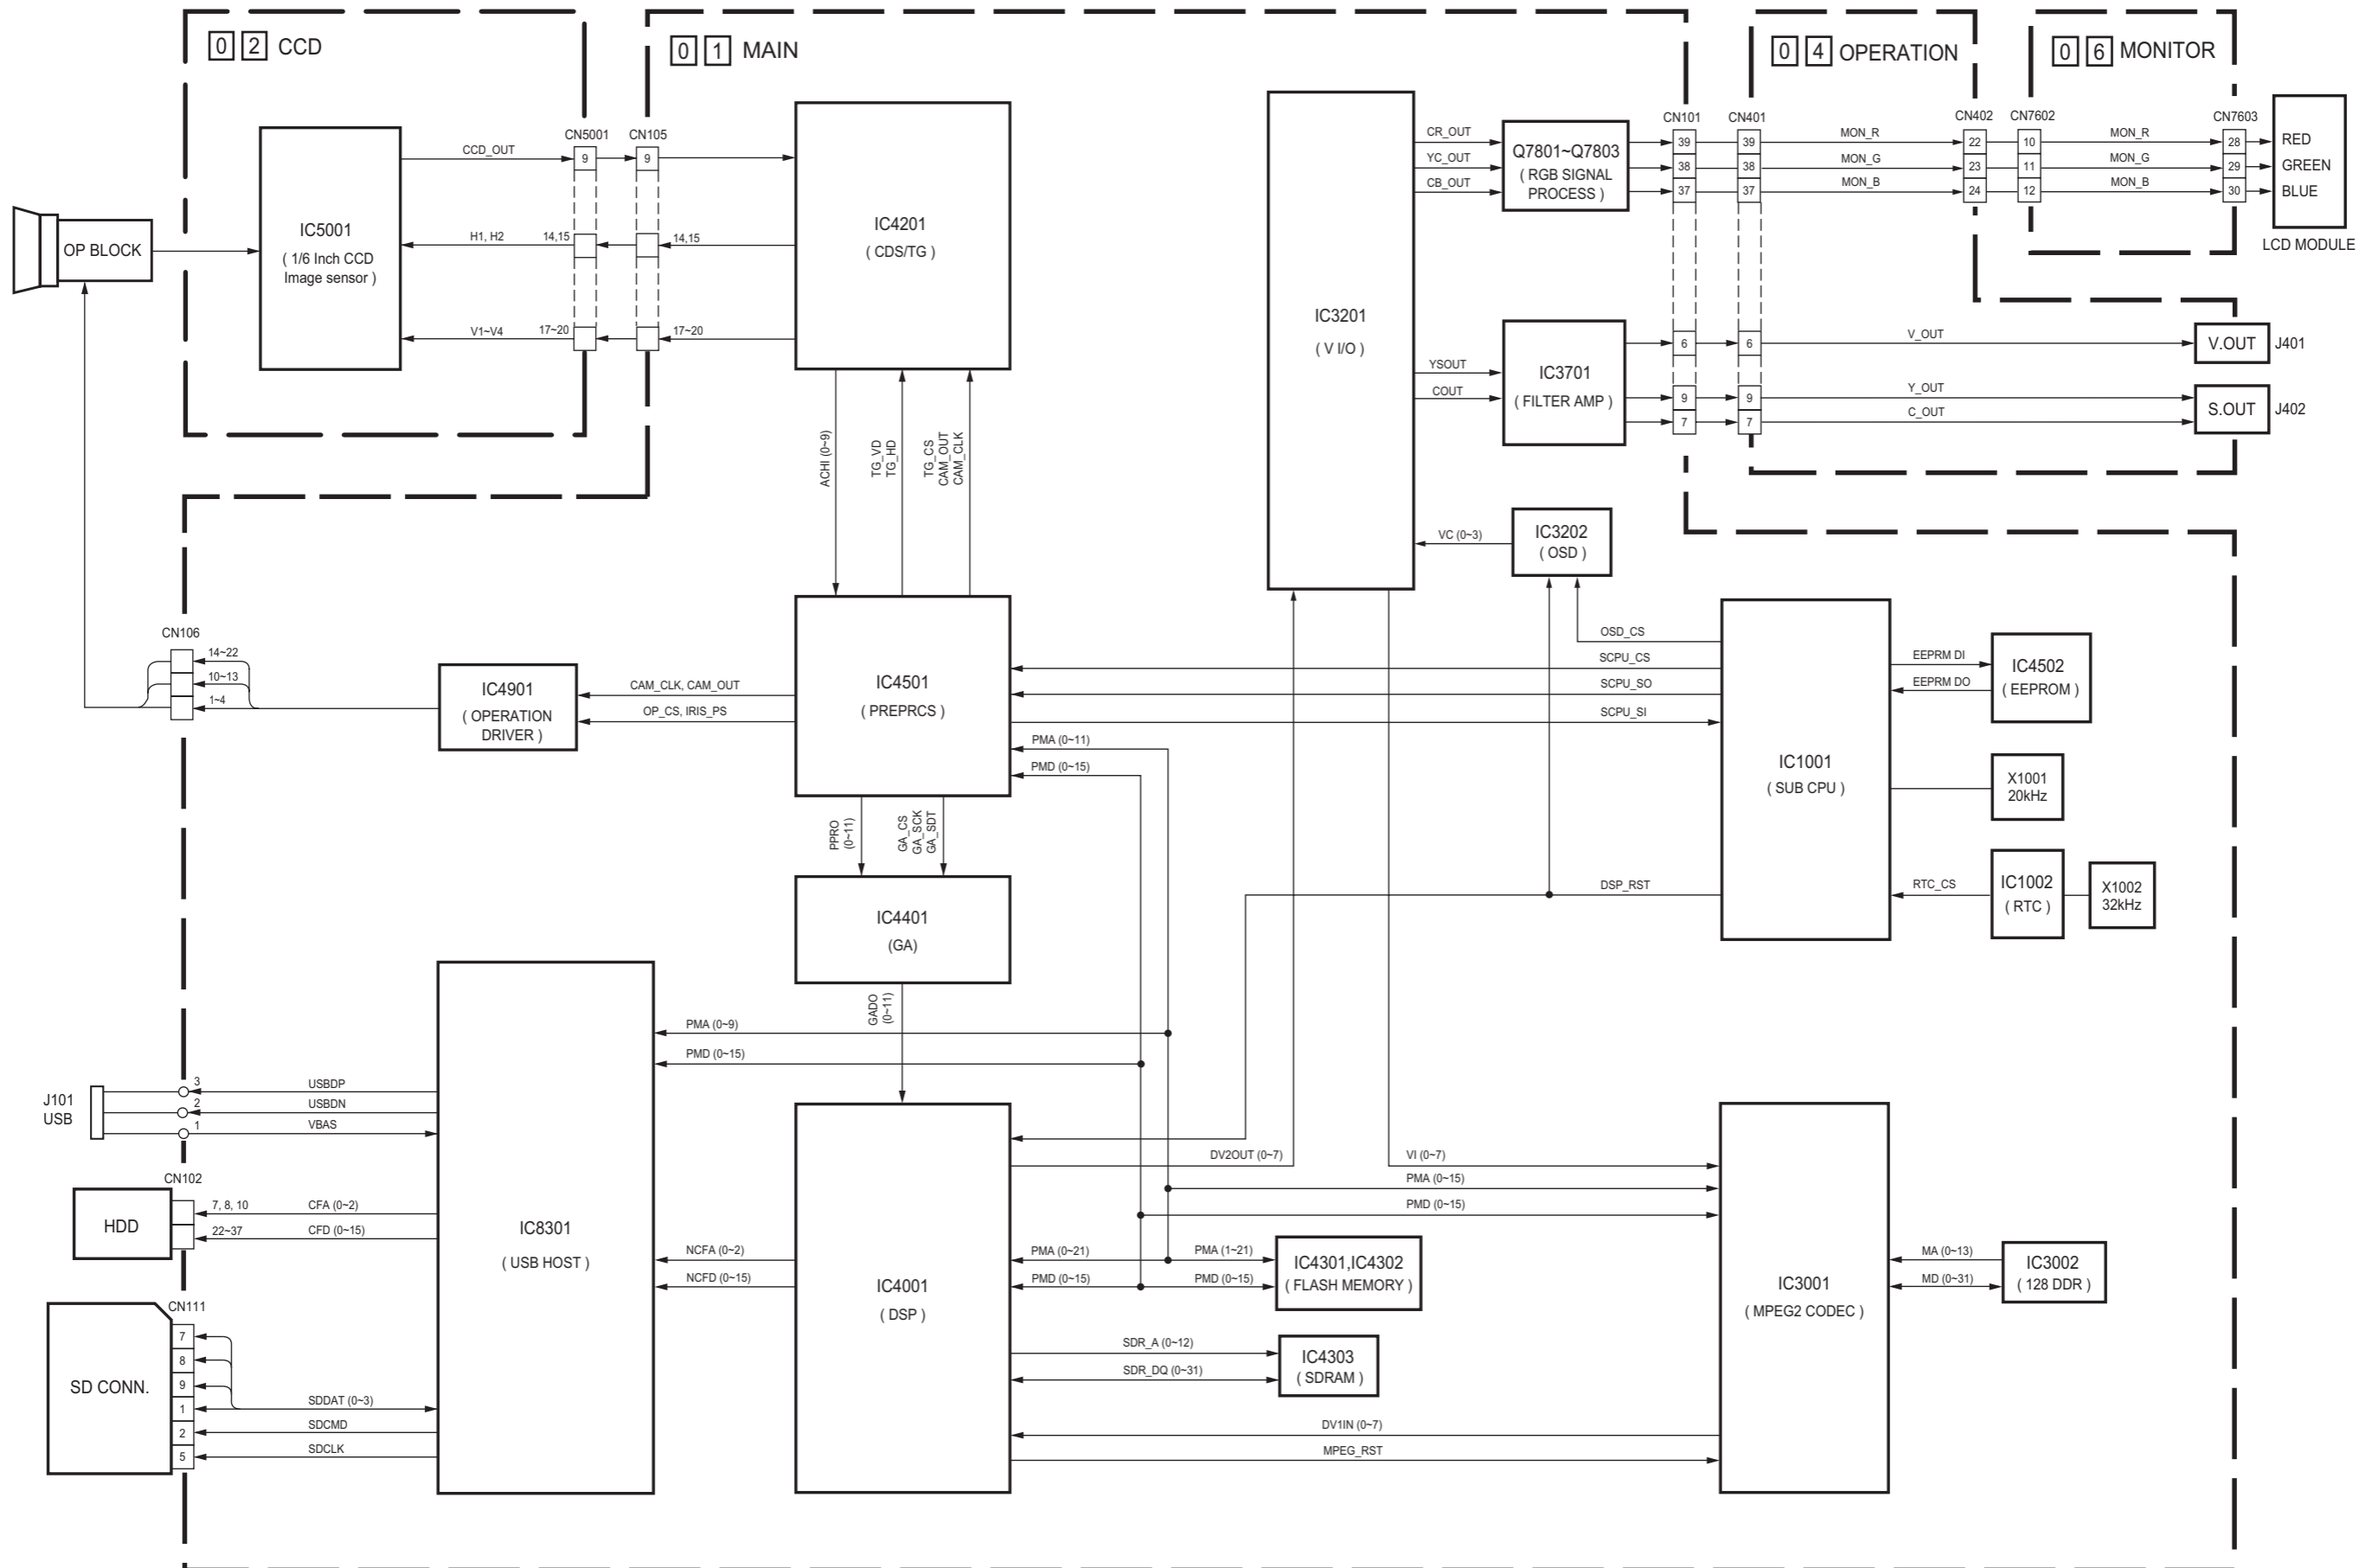 0 2 CCD
0 1 MAIN
0 4 OPERATION
0 6 MONITOR
OP BLOCK
IC5001
( 1/6 Inch CCD
Image sensor )
CCD_OUT
H1, H2
14,15
V1~V4
17~20
CN5001
9
CN105
9
14,15
17~20
IC4201
( CDS/TG )
ACHI (0~9)
TG_VD
TG_HD
TG_CS
CAM_OUT
CAM_CLK
IC3201
( V I/O )
CR_OUT
YC_OUT
CB_OUT
Q7801~Q7803
( RGB SIGNAL
PROCESS )
YSOUT
COUT
IC3701
( FILTER AMP )
CN101
39
38
37
6
9
7
CN401
39
38
37
6
9
7
MON_R
MON_G
MON_B
CN402
22
23
24
CN7602
10
11
12
MON_R
MON_G
MON_B
CN7603
28
29
30
RED
GREEN
BLUE
LCD MODULE
V_OUT
V.OUT
J401
Y_OUT
C_OUT
S.OUT
J402
VC (0~3)
IC3202
( OSD )
CN106
14~22
10~13
1~4
IC4901
( OPERATION
DRIVER )
CAM_CLK, CAM_OUT
OP_CS, IRIS_PS
IC4501
( PREPRCS )
OSD_CS
SCPU_CS
SCPU_SO
SCPU_SI
PMA (0~11)
PMD (0~15)
IC1001
( SUB CPU )
EEPRM DI
EEPRM DO
IC4502
( EEPROM )
X1001
20kHz
RTC_CS
IC1002
( RTC )
X1002
32kHz
DSP_RST
PPRO
(0~11)
GA_CS
GA_SCK
GA_SDT
IC4401
(GA)
GADO
(0~11)
PMA (0~9)
PMD (0~15)
J101
USB
3
2
1
USBDP
USBDN
VBAS
CN102
HDD
7, 8, 10
CFA (0~2)
22~37
CFD (0~15)
CN111
SD CONN.
7
8
9
1
2
5
SDDAT (0~3)
SDCMD
SDCLK
IC8301
( USB HOST )
NCFA (0~2)
NCFD (0~15)
IC4001
( DSP )
DV2OUT (0~7)
VI (0~7)
PMA (0~15)
PMD (0~15)
PMA (0~21)
PMA (1~21)
PMD (0~15)
PMD (0~15)
IC4301,IC4302
( FLASH MEMORY )
SDR_A (0~12)
SDR_DQ (0~31)
IC4303
( SDRAM )
DV1IN (0~7)
MPEG_RST
IC3001
( MPEG2 CODEC )
MA (0~13)
MD (0~31)
IC3002
( 128 DDR )